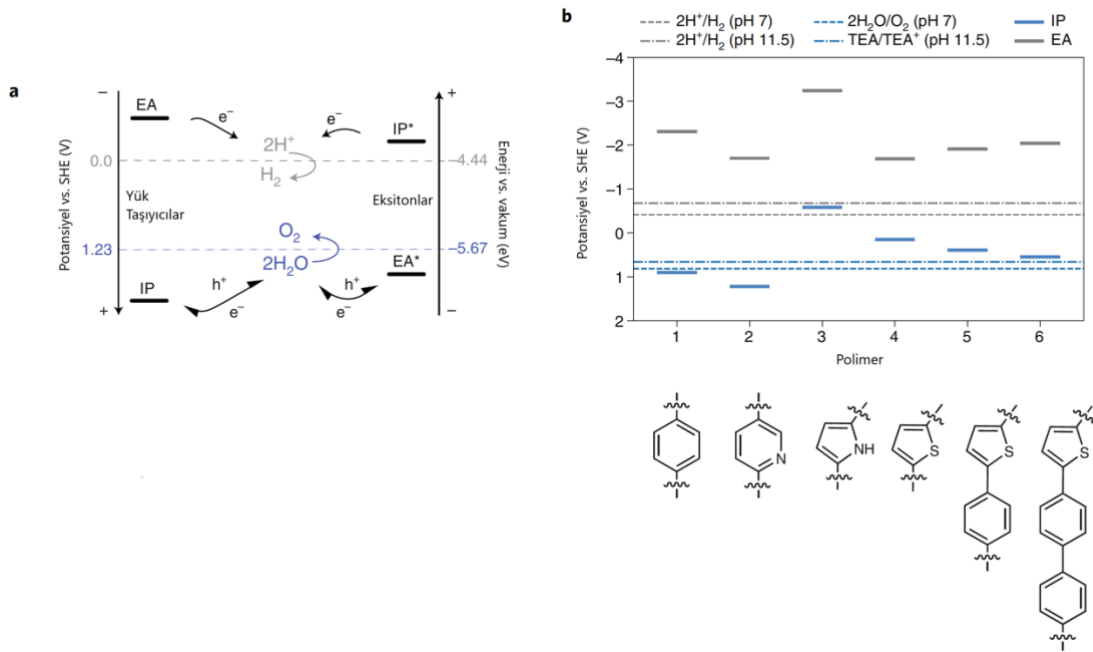 a
−
+
EA
e⁻
e⁻
IP*
2H⁺
0.0
−4.44
H₂
Potansiyel vs. SHE (V)
Enerji vs. vakum (eV)
Yük
Taşıyıcılar
Eksitonlar
O₂
1.23
−5.67
2H₂O
EA*
IP
h⁺
h⁺
e⁻
e⁻
+
−
b
2H⁺/H₂ (pH 7)
2H₂O/O₂ (pH 7)
IP
2H⁺/H₂ (pH 11.5)
TEA/TEA⁺ (pH 11.5)
EA
Potansiyel vs. SHE (V)
−4
−3
−2
−1
0
1
2
1 2 3 4 5 6
Polimer
N
NH
S
S
S